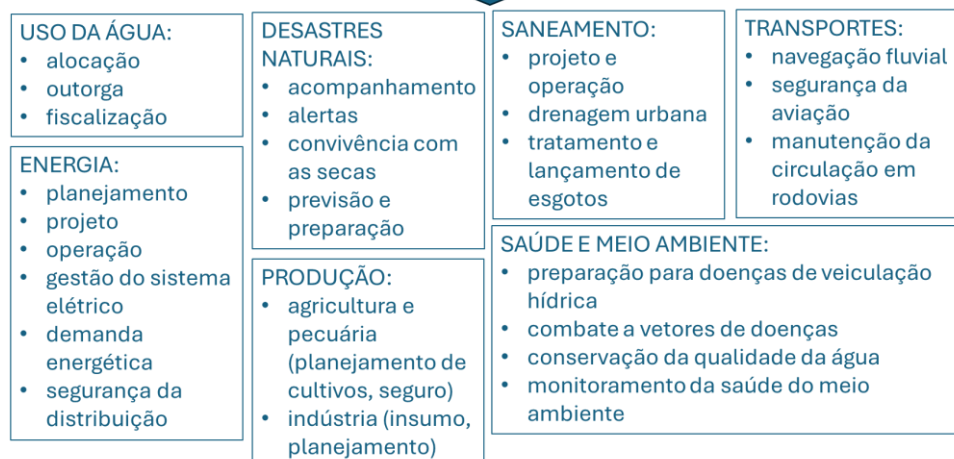 USO DA ÁGUA:
• alocação
• outorga
• fiscalização
ENERGIA:
• planejamento
• projeto
• operação
• gestão do sistema
elétrico
• demanda
energética
• segurança da
distribuição
DESASTRES
NATURAIS:
• acompanhamento
• alertas
• convivência com
as secas
• previsão e
preparação
PRODUÇÃO:
• agricultura e
pecuária
(planejamento de
cultivos, seguro)
• indústria (insumo,
planejamento)
SANEAMENTO:
• projeto e
operação
• drenagem urbana
• tratamento e
lançamento de
esgotos
TRANSPORTES:
• navegação fluvial
• segurança da
aviação
• manutenção da
circulação em
rodovias
SAÚDE E MEIO AMBIENTE:
• preparação para doenças de veiculação
hídrica
• combate a vetores de doenças
• conservação da qualidade da água
• monitoramento da saúde do meio
ambiente